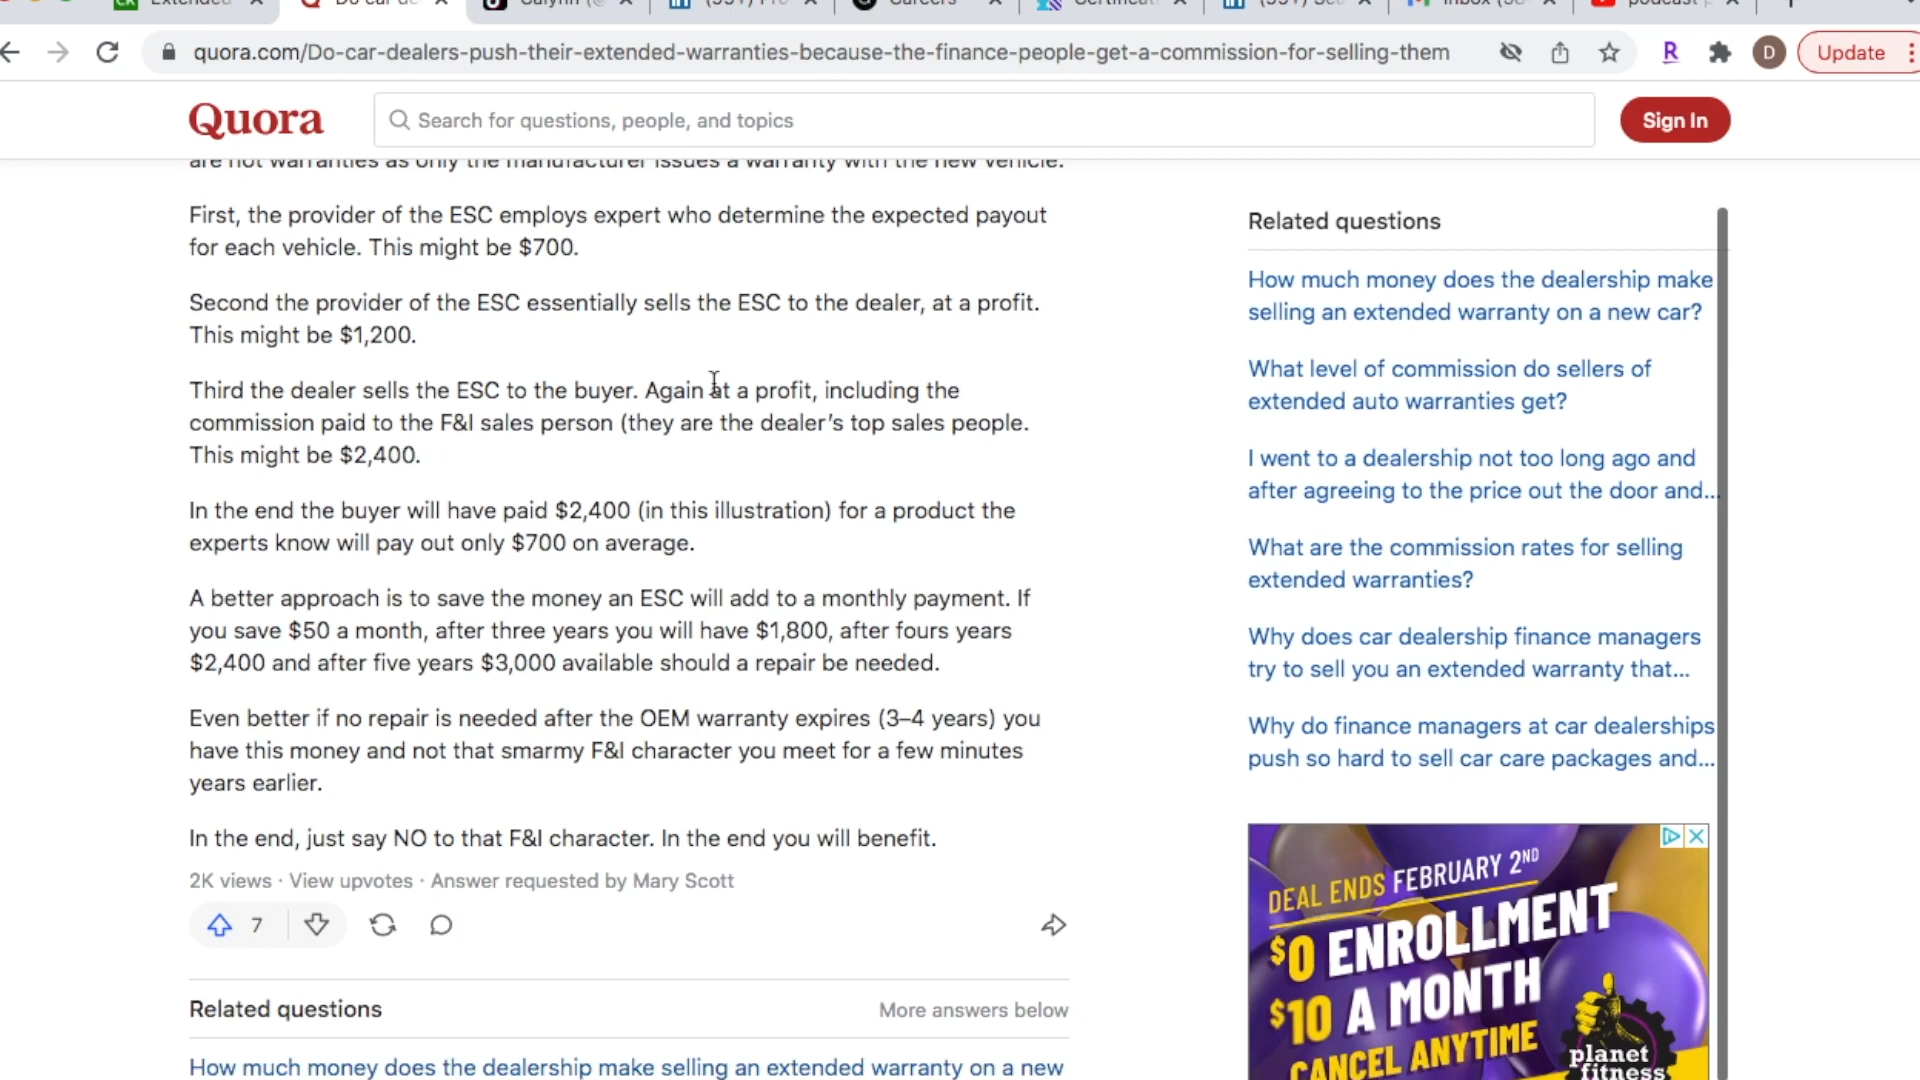 quora.com/Do-car-dealers-push-their-extended-warranties-because-the-finance-people-get-a-commission-for-selling-them
D
Update
Quora
Search for questions, people, and topics
Sign In
are not warranties as only the manufacturer issues a warranty with the new vehicle.
First, the provider of the ESC employs expert who determine the expected payout
for each vehicle. This might be $700.
Second the provider of the ESC essentially sells the ESC to the dealer, at a profit.
This might be $1,200.
Third the dealer sells the ESC to the buyer. Again at a profit, including the
commission paid to the F&I sales person (they are the dealer’s top sales people.
This might be $2,400.
In the end the buyer will have paid $2,400 (in this illustration) for a product the
experts know will pay out only $700 on average.
A better approach is to save the money an ESC will add to a monthly payment. If
you save $50 a month, after three years you will have $1,800, after fours years
$2,400 and after five years $3,000 available should a repair be needed.
Even better if no repair is needed after the OEM warranty expires (3–4 years) you
have this money and not that smarmy F&I character you meet for a few minutes
years earlier.
In the end, just say NO to that F&I character. In the end you will benefit.
2K views · View upvotes · Answer requested by Mary Scott
7
Related questions
More answers below
How much money does the dealership make selling an extended warranty on a new
Related questions
How much money does the dealership make
selling an extended warranty on a new car?
What level of commission do sellers of
extended auto warranties get?
I went to a dealership not too long ago and
after agreeing to the price out the door and...
What are the commission rates for selling
extended warranties?
Why does car dealership finance managers
try to sell you an extended warranty that...
Why do finance managers at car dealerships
push so hard to sell car care packages and...
DEAL ENDS FEBRUARY 2ND
$0 ENROLLMENT
$10 A MONTH
CANCEL ANYTIME
planet
fitness